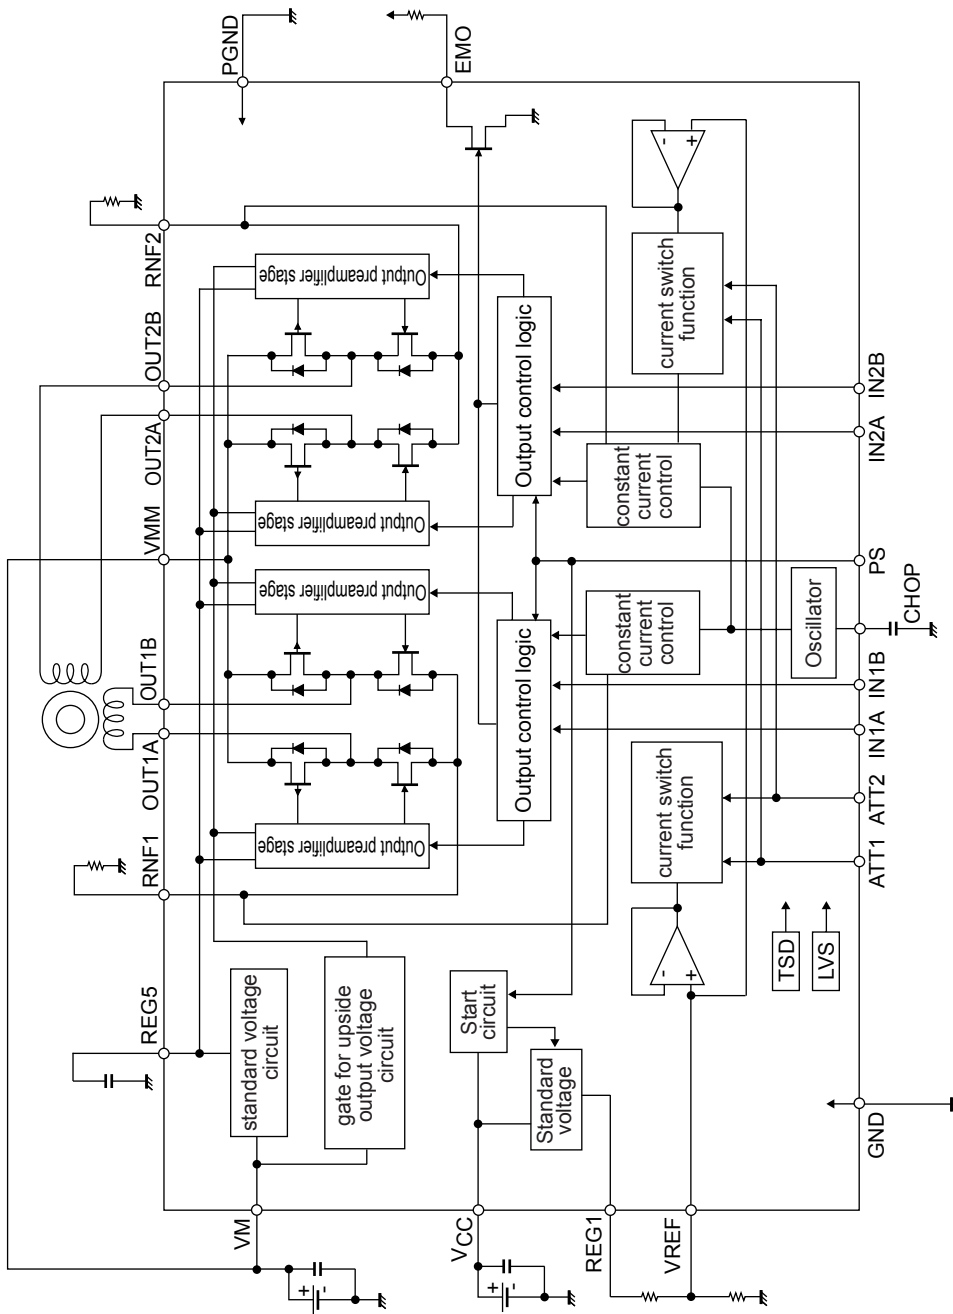 PGND
EMO
RNF2
OUT2B
OUT2A
VMM
OUT1B
OUT1A
RNF1
REG5
Output preamplifier stage
Output preamplifier stage
Output preamplifier stage
Output preamplifier stage
Output control logic
Output control logic
-
+
current switch
function
constant
current
control
constant
current
control
Oscillator
current switch
function
-
+
TSD
LVS
standard voltage
circuit
gate for upside
output voltage
circuit
Start
circuit
Standard
voltage
IN2B
IN2A
PS
CHOP
IN1B
IN1A
ATT2
ATT1
GND
VM
VCC
REG1
VREF
+
-
+
-